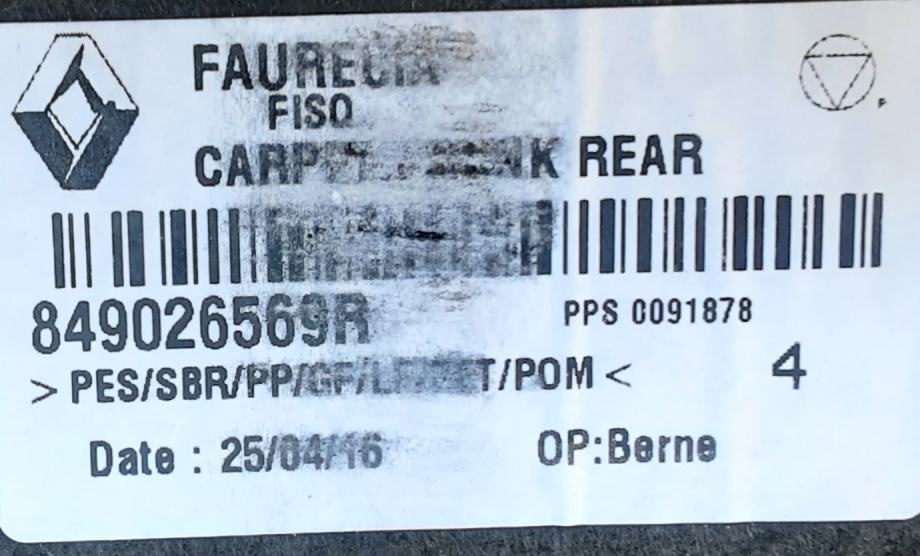 FAURECIA
FISO
REAR
849026569R
PPS 0091878
> PES/SBR/PP/GF/ /POM <
4
Date : 25/04/16
OP:Berne